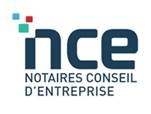 nce
NOTAIRES CONSEIL
D'ENTREPRISE